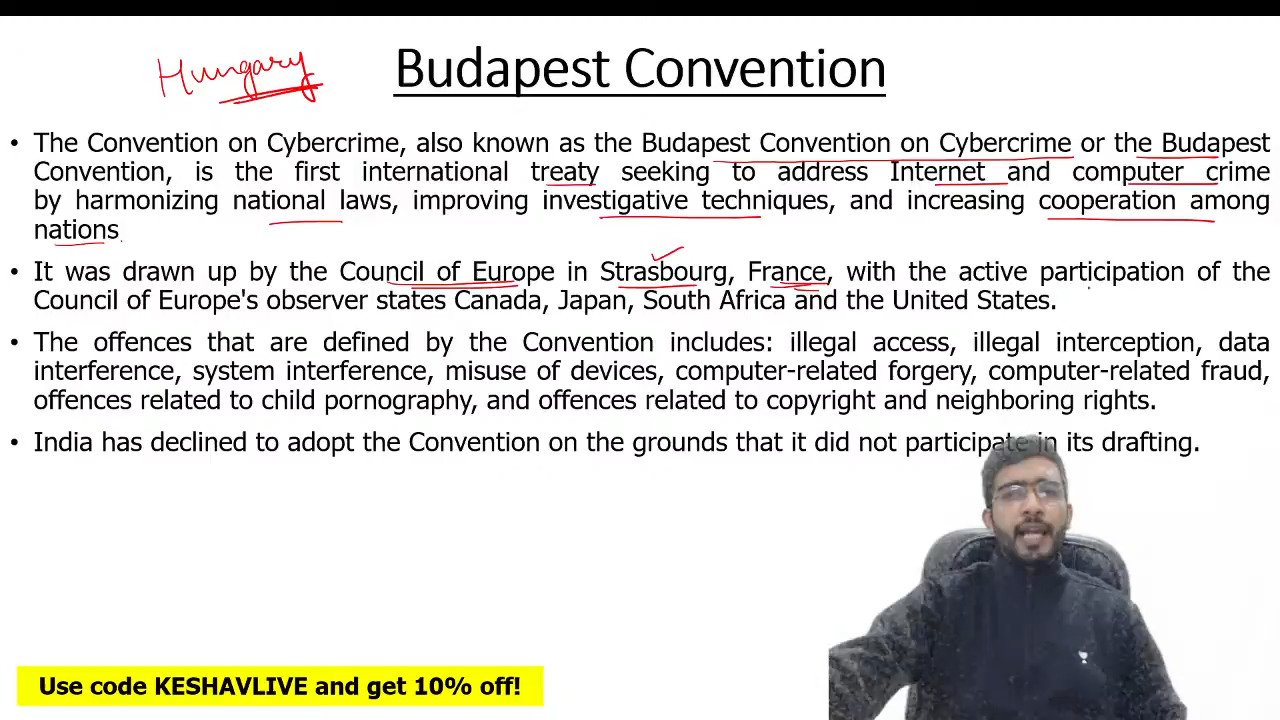 Hungary
Budapest Convention
• The Convention on Cybercrime, also known as the Budapest Convention on Cybercrime or the Budapest
Convention, is the first international treaty seeking to address Internet and computer crime
by harmonizing national laws, improving investigative techniques, and increasing cooperation among
nations
• It was drawn up by the Council of Europe in Strasbourg, France, with the active participation of the
Council of Europe's observer states Canada, Japan, South Africa and the United States.
• The offences that are defined by the Convention includes: illegal access, illegal interception, data
interference, system interference, misuse of devices, computer-related forgery, computer-related fraud,
offences related to child pornography, and offences related to copyright and neighboring rights.
• India has declined to adopt the Convention on the grounds that it did not participate in its drafting.
Use code KESHAVLIVE and get 10% off!